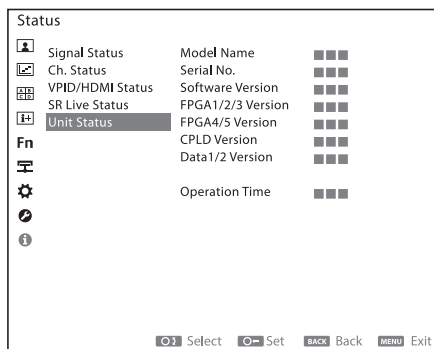 Status
Signal Status
Ch. Status
VPID/HDMI Status
SR Live Status
Unit Status
Fn
Model Name ■■■
Serial No. ■■■
Software Version ■■■
FPGA1/2/3 Version ■■■
FPGA4/5 Version ■■■
CPLD Version ■■■
Data1/2 Version ■■■
Operation Time ■■■
Select Set BACK Back MENU Exit